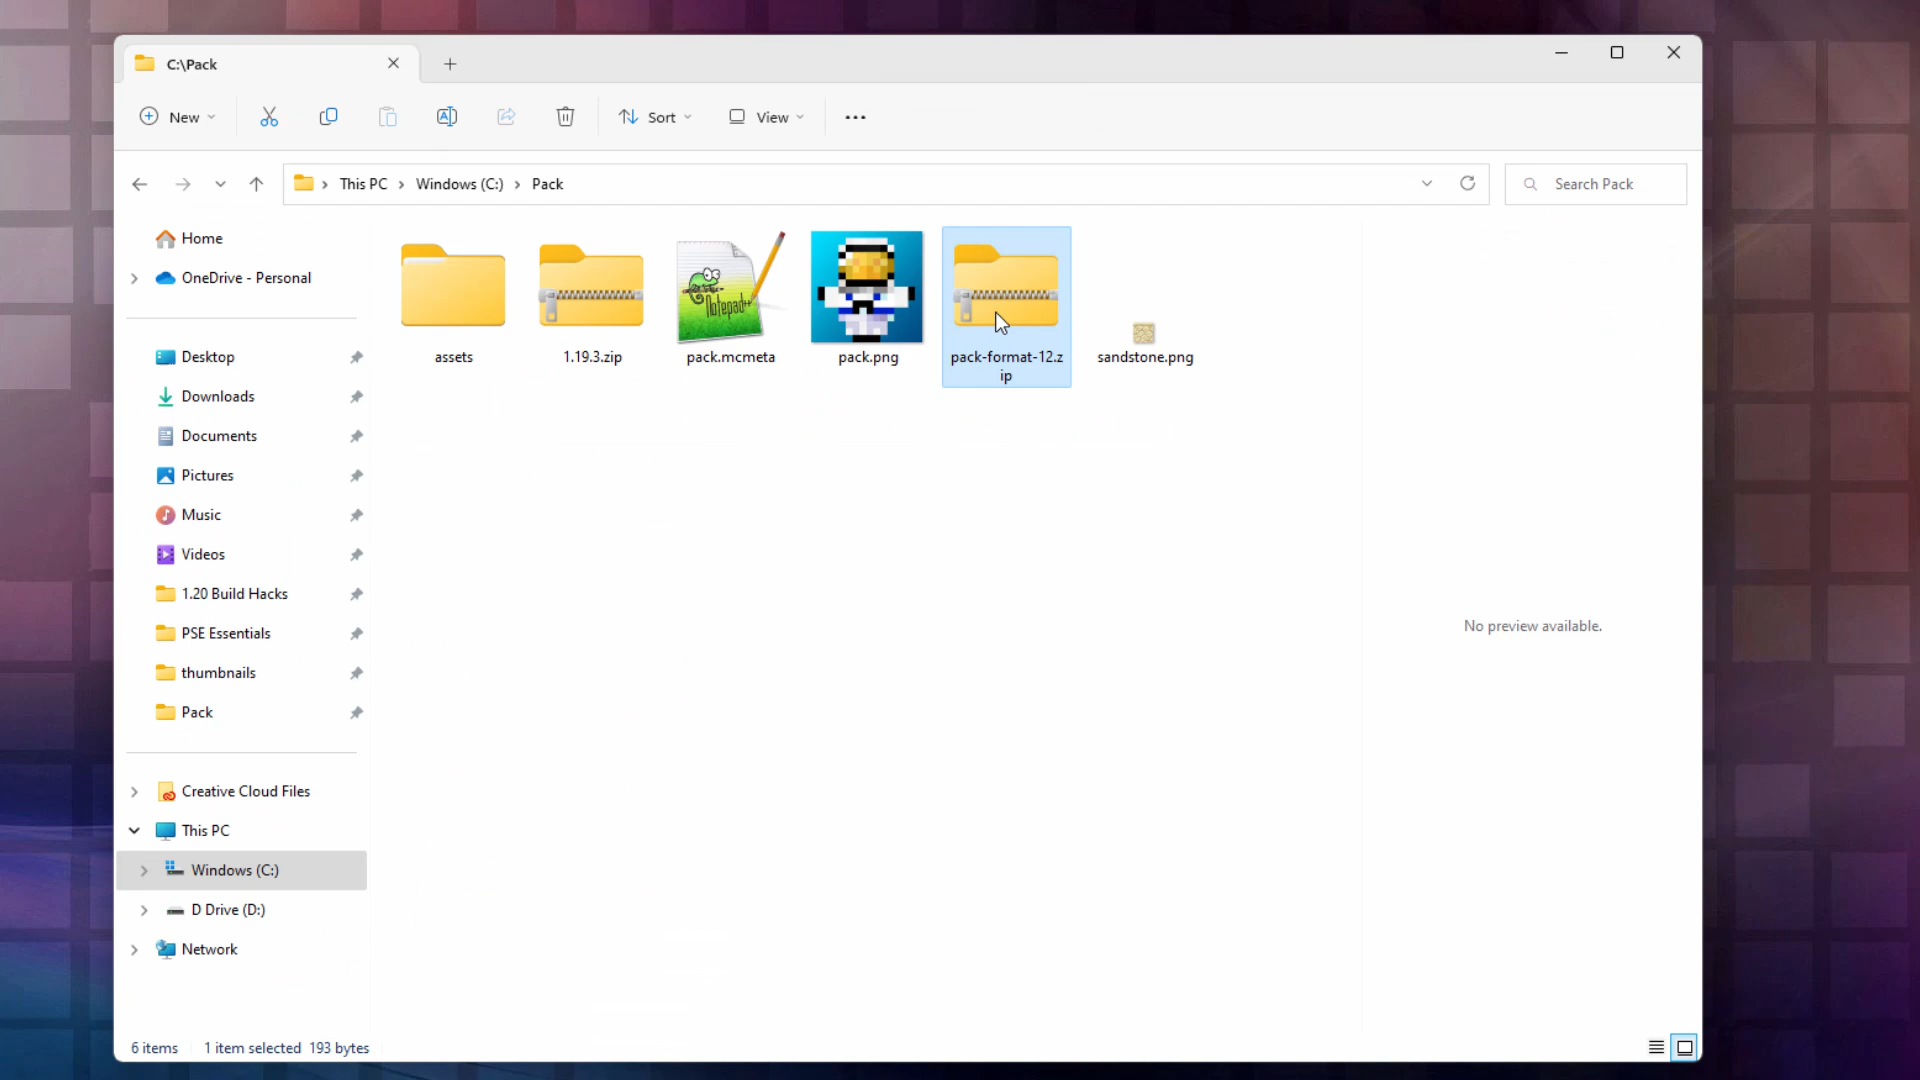 C:\Pack
New
Sort
View
This PC
Windows (C:)
Pack
Search Pack
Home
OneDrive - Personal
Desktop
Downloads
Documents
Pictures
Music
Videos
1.20 Build Hacks
PSE Essentials
thumbnails
Pack
Creative Cloud Files
This PC
Windows (C:)
D Drive (D:)
Network
assets
1.19.3.zip
Notepad++
pack.mcmeta
pack.png
pack-format-12.z
ip
sandstone.png
No preview available.
6 items
1 item selected 193 bytes